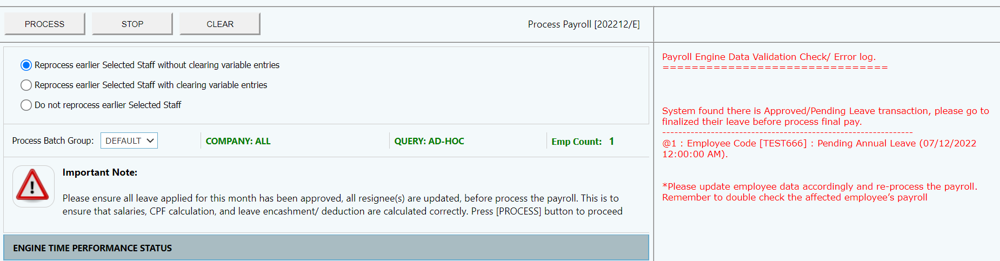 PROCESS STOP CLEAR Process Payroll [202212/E]
Reprocess earlier Selected Staff without clearing variable entries
Reprocess earlier Selected Staff with clearing variable entries
Do not reprocess earlier Selected Staff
Process Batch Group: DEFAULT COMPANY: ALL QUERY: AD-HOC Emp Count: 1
Important Note:
Please ensure all leave applied for this month has been approved, all resignee(s) are updated, before process the payroll. This is to
ensure that salaries, CPF calculation, and leave encashment/ deduction are calculated correctly. Press [PROCESS] button to proceed
ENGINE TIME PERFORMANCE STATUS
Payroll Engine Data Validation Check/ Error log.
================================
System found there is Approved/Pending Leave transaction, please go to
finalized their leave before process final pay.
--------------------------------------------------------------
@1 : Employee Code [TEST666] : Pending Annual Leave (07/12/2022
12:00:00 AM).
*Please update employee data accordingly and re-process the payroll.
Remember to double check the affected employee’s payroll